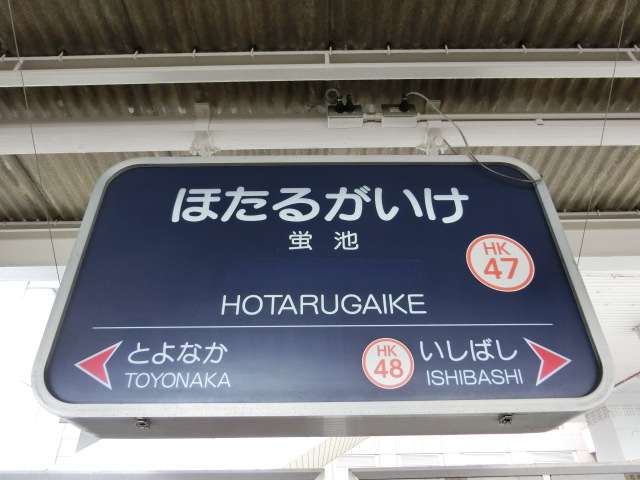 ほたるがいけ
蛍池
HK
47
HOTARUGAIKE
とよなか
TOYONAKA
HK
48
いしばし
ISHIBASHI